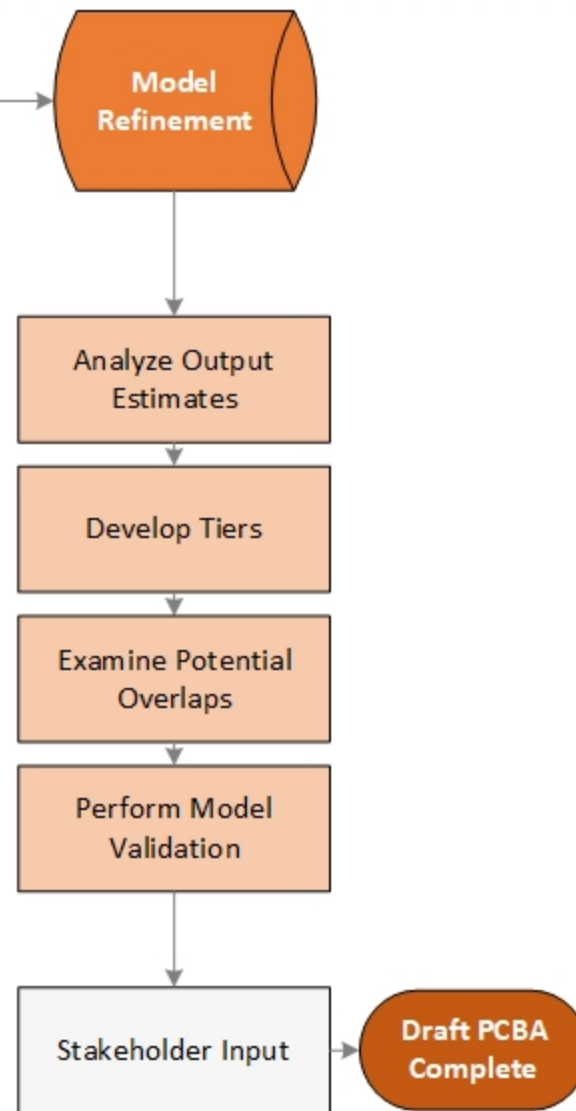 Model
Refinement
Analyze Output
Estimates
Develop Tiers
Examine Potential
Overlaps
Perform Model
Validation
Stakeholder Input
Draft PCBA
Complete